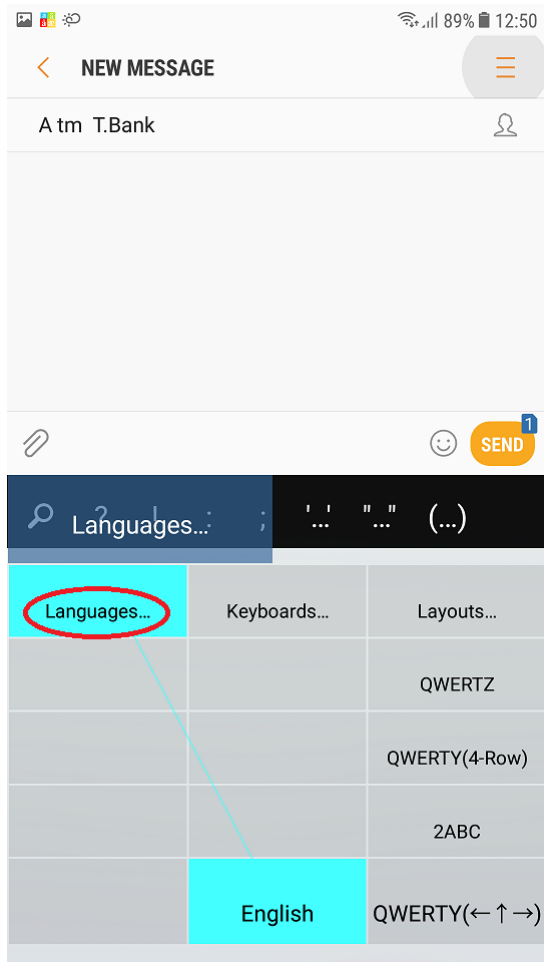 89% 12:50
NEW MESSAGE
A tm T.Bank
1
SEND
Languages...
? ! : ; '...' "..." (...)
Languages... Keyboards... Layouts...
QWERTZ
QWERTY(4-Row)
2ABC
English QWERTY(←↑→)